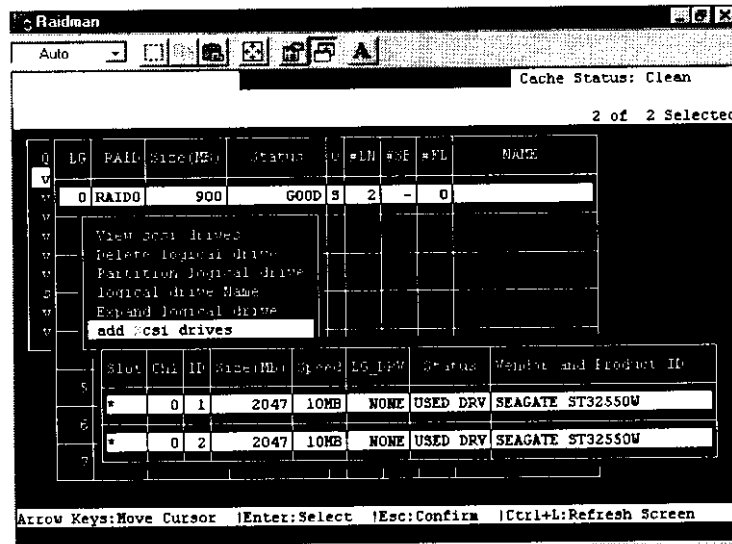 Raidman
Auto
A
Cache Status: Clean
2 of 2 Selected
Q LG RAID Size(MB) Status O #LN #SB #FL NAME
v
v 0 RAID0 900 GOOD S 2 - 0
v
v View scsi drives
v Delete logical drive
v Partition logical drive
s logical drive Name
v Expand logical drive
v add Scsi drives
Slot Chl ID Size(MB) Speed LG_DRV Status Vendor and Product ID
5
* 0 1 2047 10MB NONE USED DRV SEAGATE ST32550W
6
* 0 2 2047 10MB NONE USED DRV SEAGATE ST32550W
7
Arrow Keys:Move Cursor |Enter:Select |Esc:Confirm |Ctrl+L:Refresh Screen